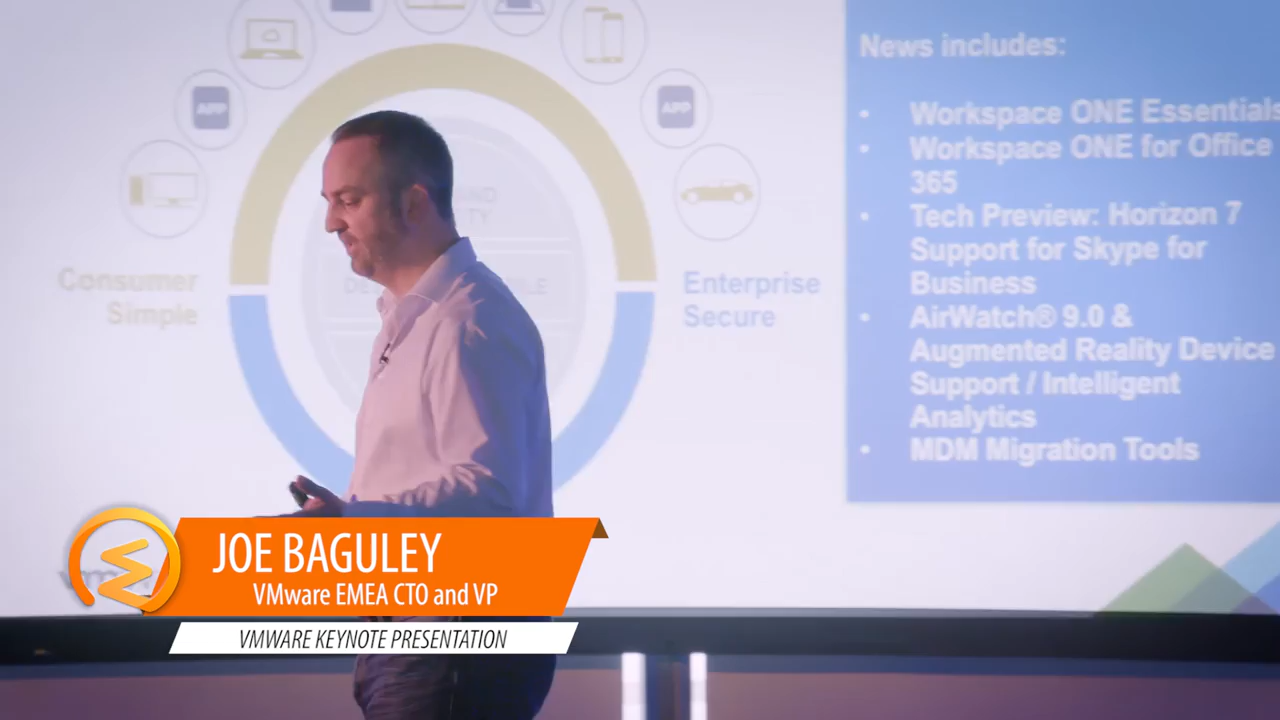 News includes:
• Workspace ONE Essentials
• Workspace ONE for Office
365
• Tech Preview: Horizon 7
Support for Skype for
Business
• AirWatch® 9.0 &
Augmented Reality Device
Support / Intelligent
Analytics
• MDM Migration Tools
APP
APP
Consumer
Simple
Enterprise
Secure
JOE BAGULEY
VMware EMEA CTO and VP
VMWARE KEYNOTE PRESENTATION